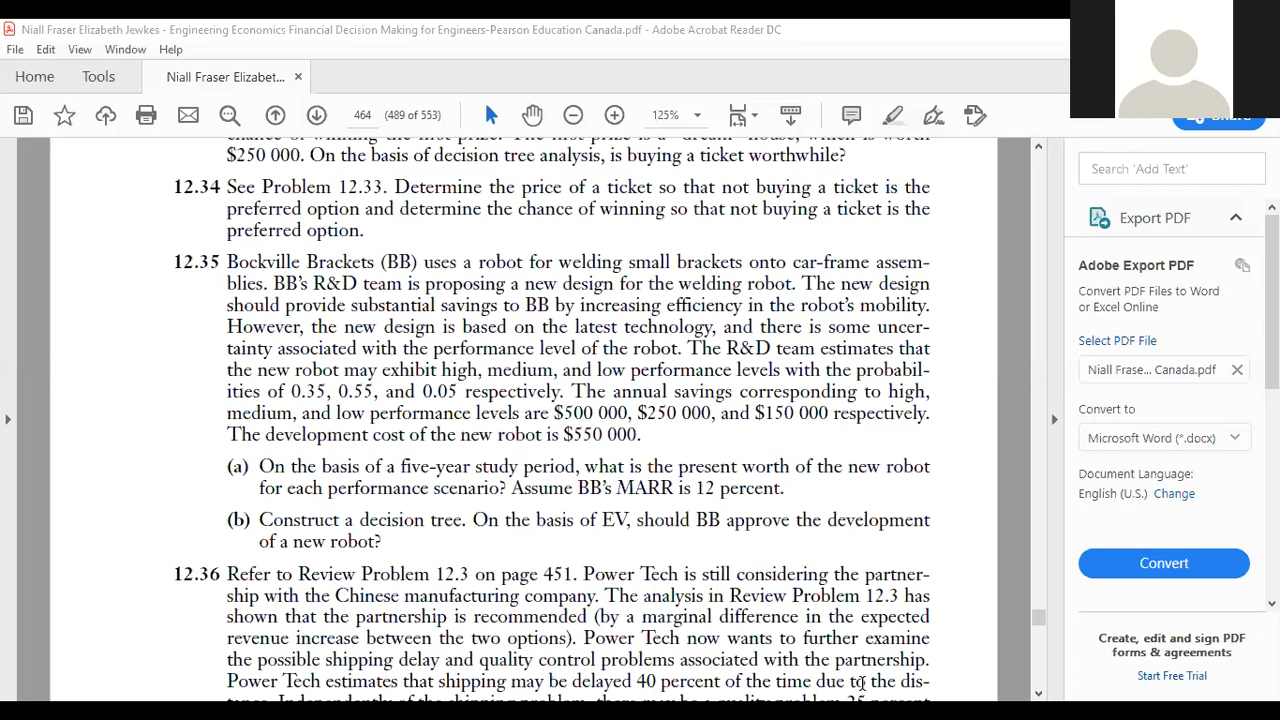 Niall Fraser Elizabeth Jewkes - Engineering Economics Financial Decision Making for Engineers-Pearson Education Canada.pdf - Adobe Acrobat Reader DC
File Edit View Window Help
Home Tools Niall Fraser Elizabet... ×
464 (489 of 553) 125%
$250 000. On the basis of decision tree analysis, is buying a ticket worthwhile?
12.34 See Problem 12.33. Determine the price of a ticket so that not buying a ticket is the
preferred option and determine the chance of winning so that not buying a ticket is the
preferred option.
12.35 Bockville Brackets (BB) uses a robot for welding small brackets onto car-frame assem-
blies. BB's R&D team is proposing a new design for the welding robot. The new design
should provide substantial savings to BB by increasing efficiency in the robot's mobility.
However, the new design is based on the latest technology, and there is some uncer-
tainty associated with the performance level of the robot. The R&D team estimates that
the new robot may exhibit high, medium, and low performance levels with the probabil-
ities of 0.35, 0.55, and 0.05 respectively. The annual savings corresponding to high,
medium, and low performance levels are $500 000, $250 000, and $150 000 respectively.
The development cost of the new robot is $550 000.
(a) On the basis of a five-year study period, what is the present worth of the new robot
for each performance scenario? Assume BB's MARR is 12 percent.
(b) Construct a decision tree. On the basis of EV, should BB approve the development
of a new robot?
12.36 Refer to Review Problem 12.3 on page 451. Power Tech is still considering the partner-
ship with the Chinese manufacturing company. The analysis in Review Problem 12.3 has
shown that the partnership is recommended (by a marginal difference in the expected
revenue increase between the two options). Power Tech now wants to further examine
the possible shipping delay and quality control problems associated with the partnership.
Power Tech estimates that shipping may be delayed 40 percent of the time due to the dis-
Search 'Add Text'
Export PDF
Adobe Export PDF
Convert PDF Files to Word
or Excel Online
Select PDF File
Niall Frase... Canada.pdf
Convert to
Microsoft Word (*.docx)
Document Language:
English (U.S.) Change
Convert
Create, edit and sign PDF
forms & agreements
Start Free Trial